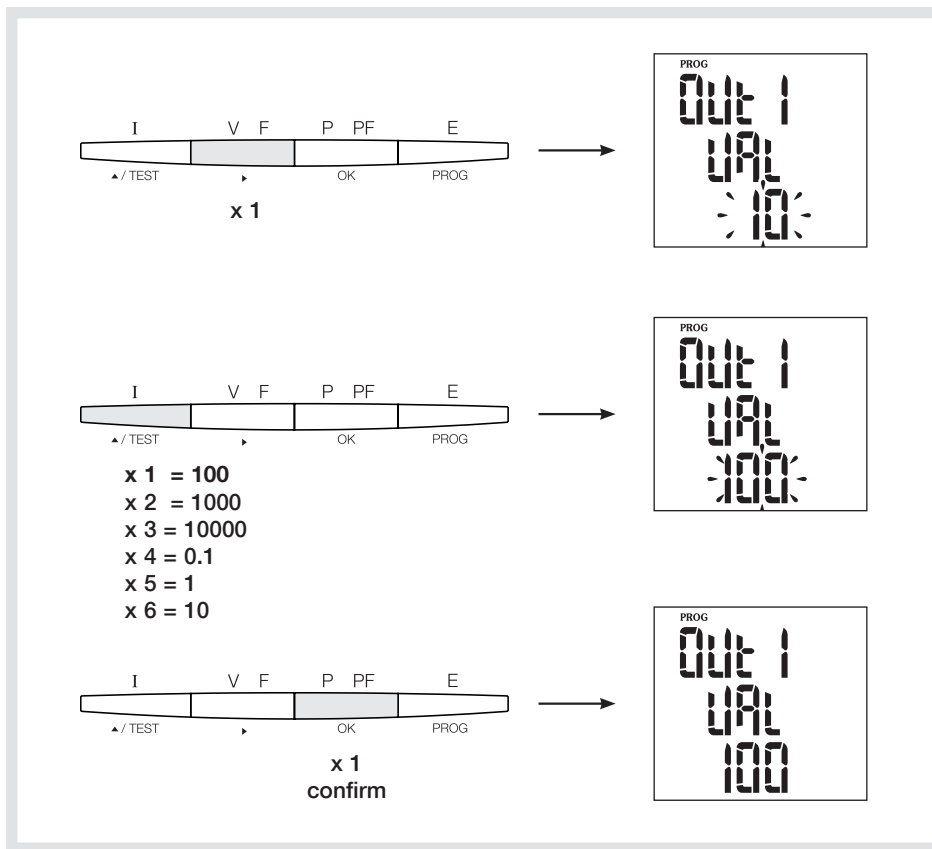 I V F P PF E
▲ / TEST ▶ OK PROG
x 1
PROG
OUt 1
VAL
10
I V F P PF E
▲ / TEST ▶ OK PROG
x 1 = 100
x 2 = 1000
x 3 = 10000
x 4 = 0.1
x 5 = 1
x 6 = 10
PROG
OUt 1
VAL
100
I V F P PF E
▲ / TEST ▶ OK PROG
x 1
confirm
PROG
OUt 1
VAL
100